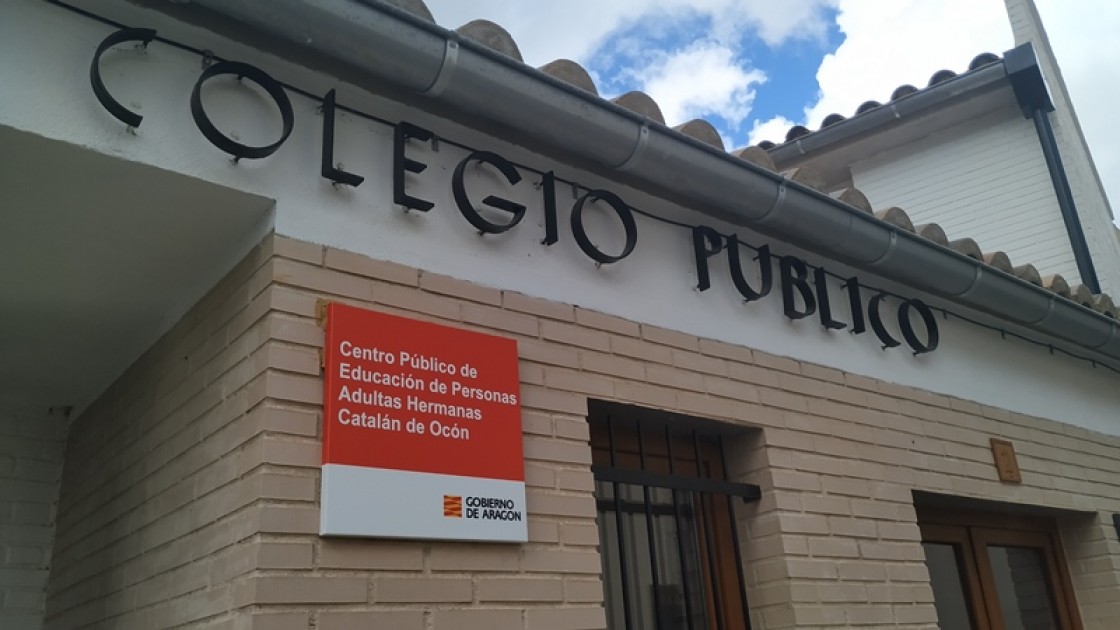 COLEGIO PUBLICO
Centro Público de
Educación de Personas
Adultas Hermanas
Catalán de Ocón
GOBIERNO
DE ARAGON